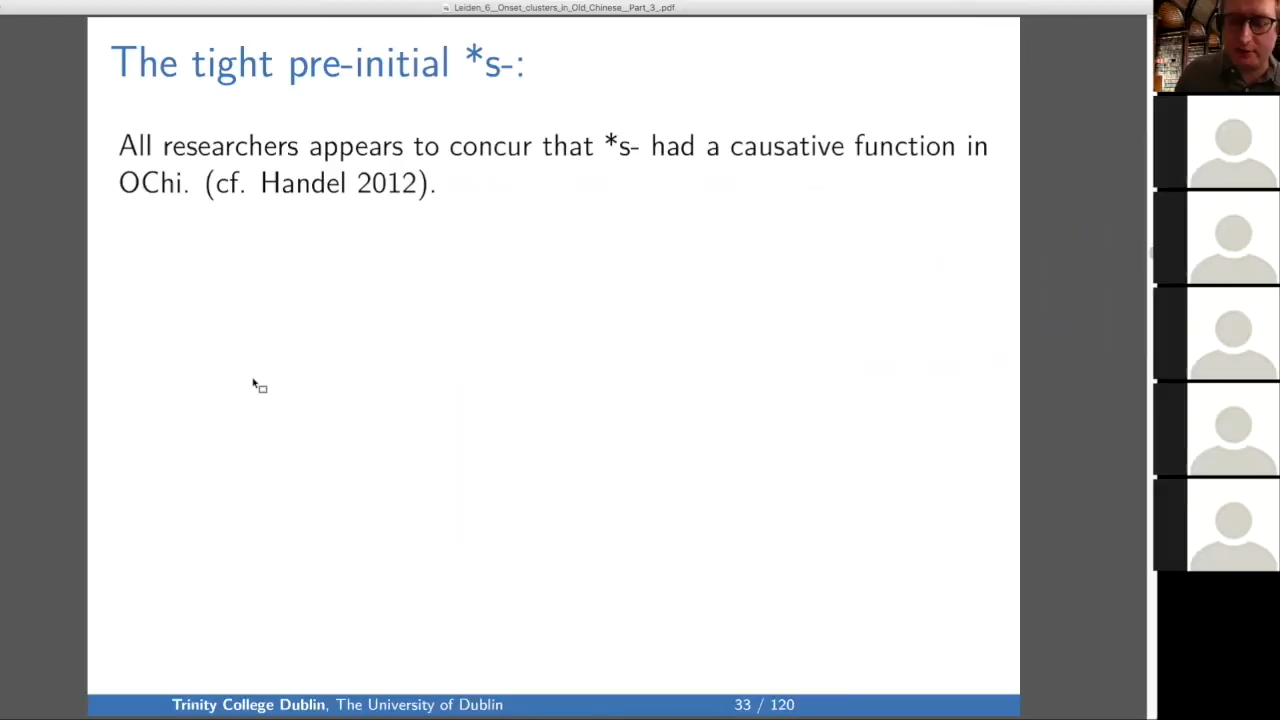 Leiden_6__Onset_clusters_in_Old_Chinese__Part_3_.pdf
The tight pre-initial *s-:
All researchers appears to concur that *s- had a causative function in
OChi. (cf. Handel 2012).
Trinity College Dublin, The University of Dublin
33 / 120